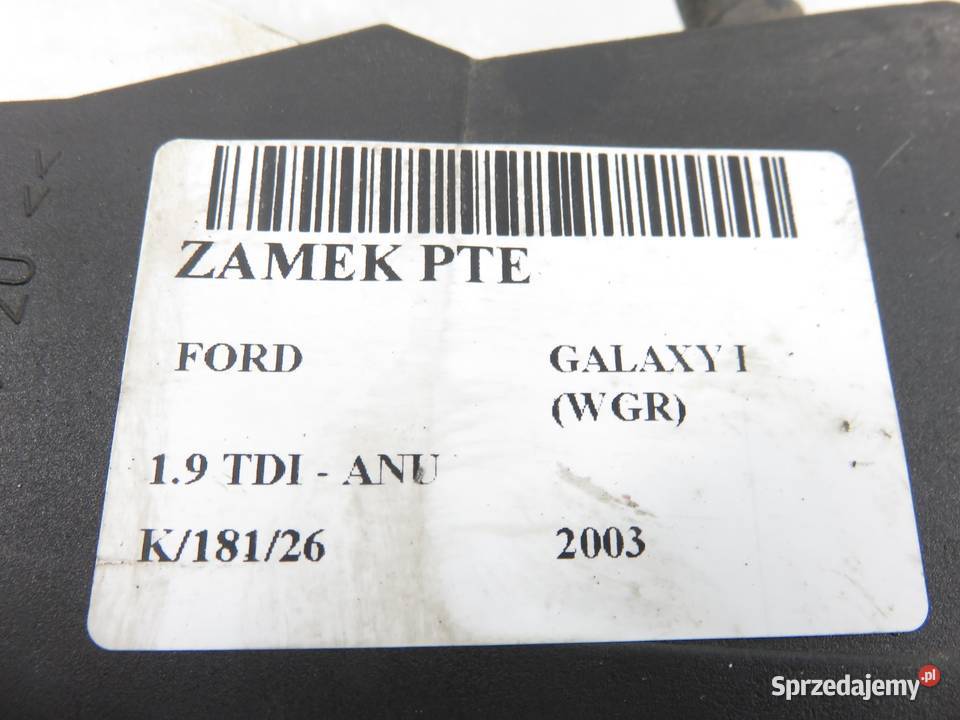 ZAMEK PTE
FORD GALAXY I
(WGR)
1.9 TDI - ANU
K/181/26 2003
Sprzedajemy.pl